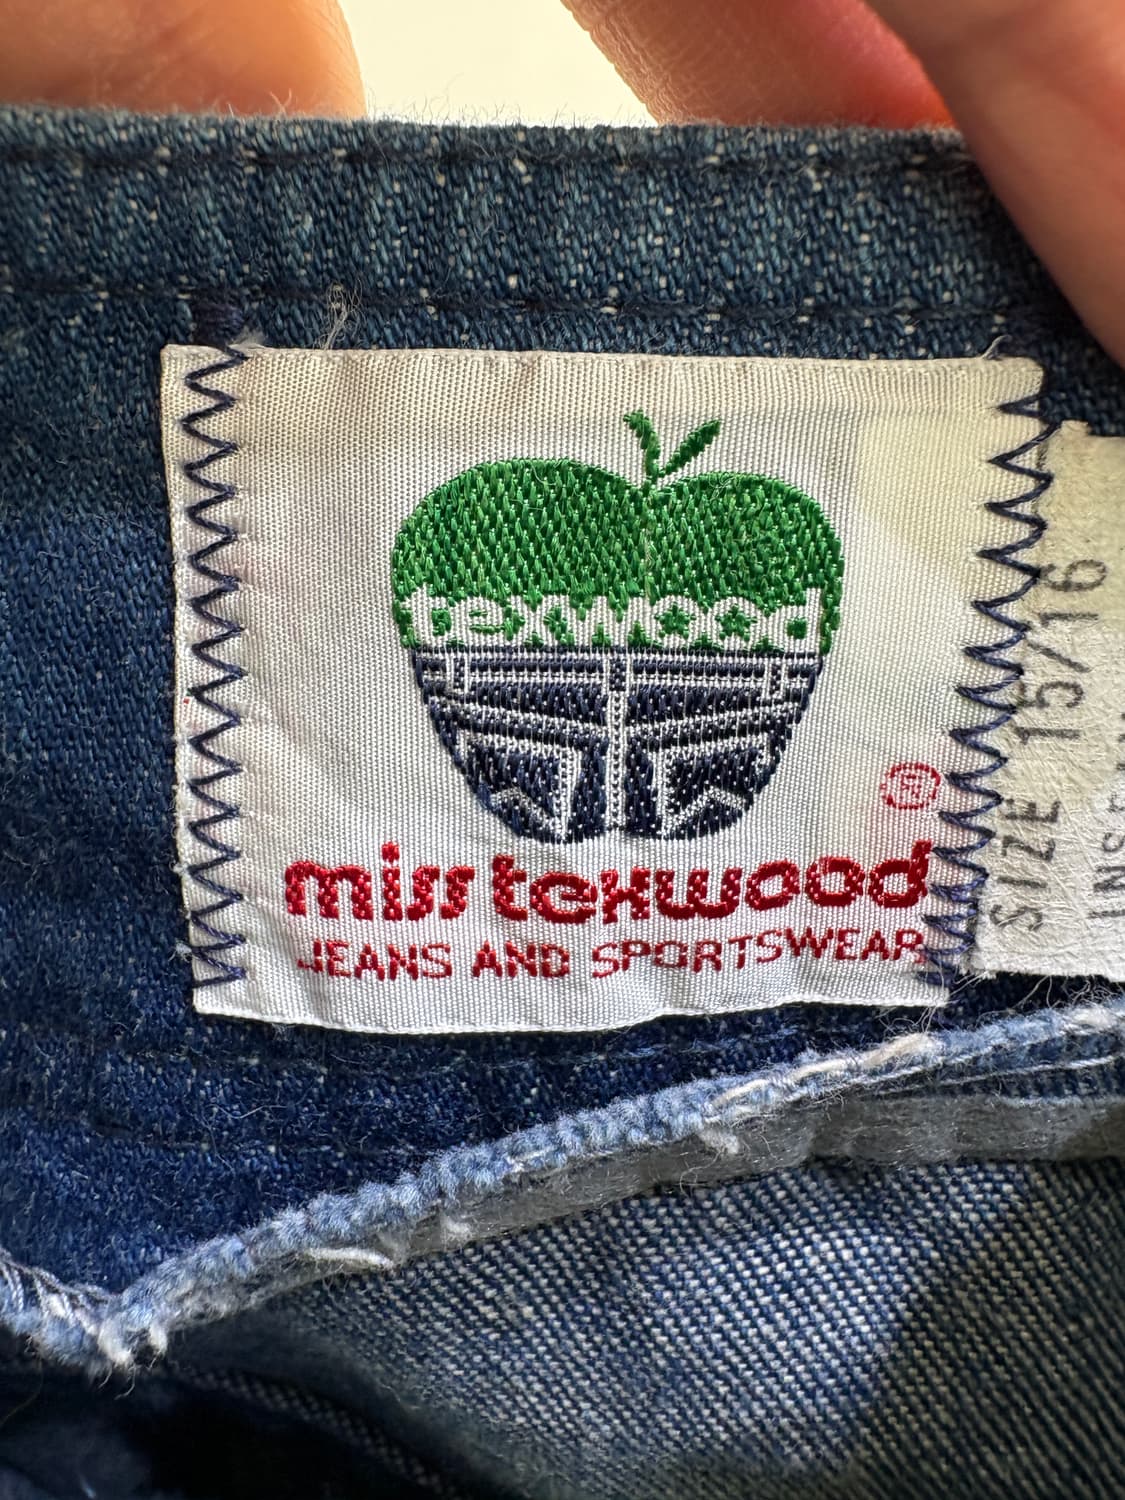 texwood
®
miss texwood
JEANS AND SPORTSWEAR
SIZE 15/16